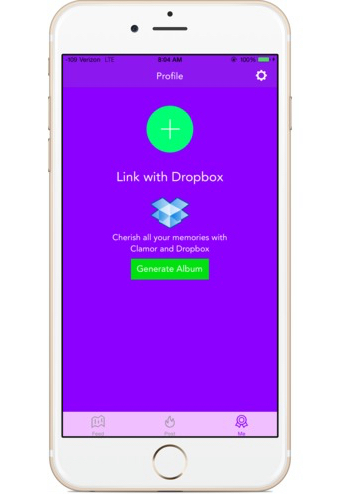 -108 Verizon LTE 8:04 AM 100%
Profile
Link with Dropbox
Cherish all your memories with
Clamor and Dropbox
Generate Album
Feed Post Me